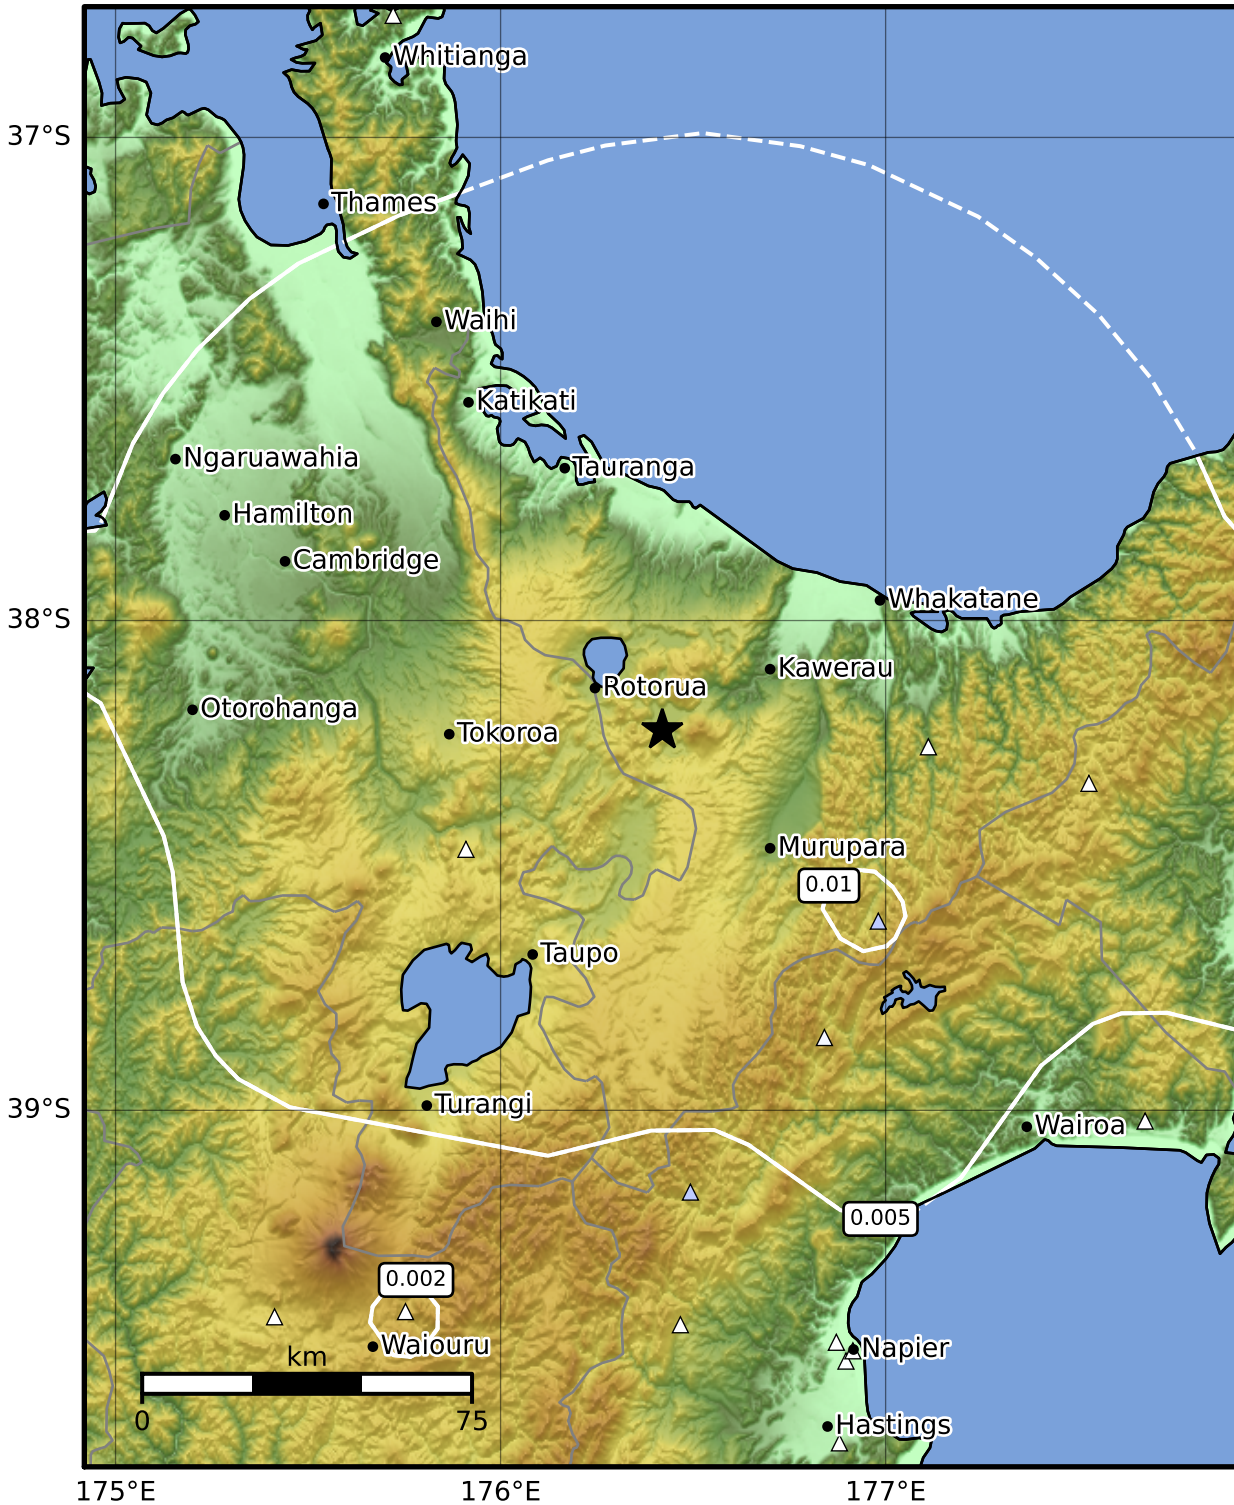 Whitianga
37°S
Thames
Waihi
Katikati
Ngaruawahia
Tauranga
Hamilton
Cambridge
Whakatane
38°S
Kawerau
Rotorua
Otorohanga
Tokoroa
Murupara
0.01
Taupo
39°S
Turangi
Wairoa
0.005
0.002
Waiouru
Napier
km
0
75
Hastings
175°E
176°E
177°E